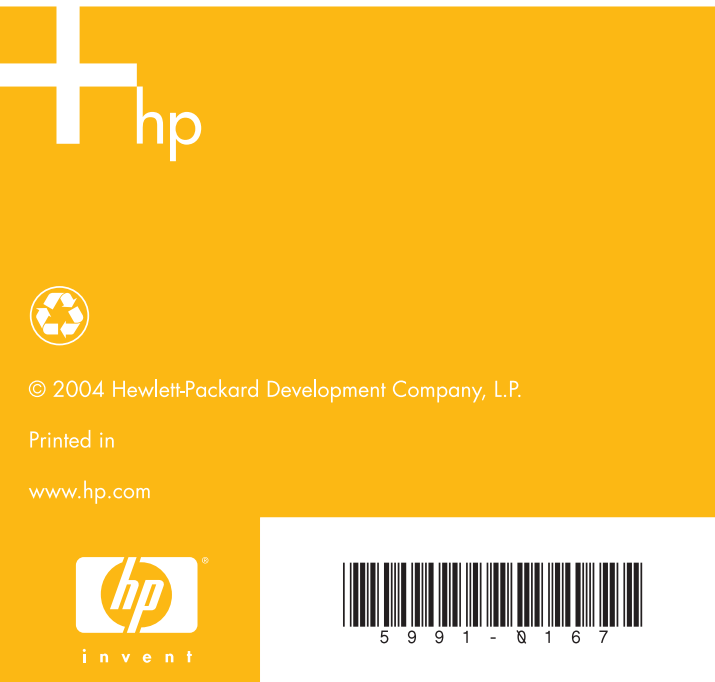 hp
© 2004 Hewlett-Packard Development Company, L.P.
Printed in
www.hp.com
hp®
invent
5991-0167